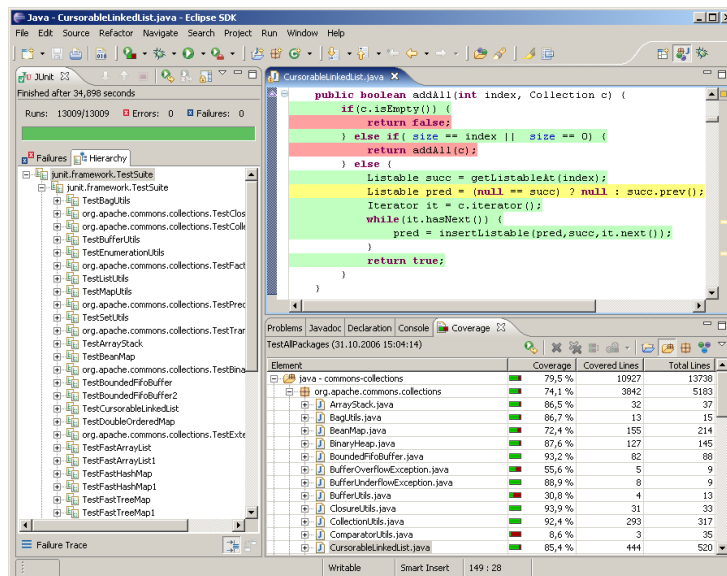 Java - CursorableLinkedList.java - Eclipse SDK
File Edit Source Refactor Navigate Search Project Run Window Help
JUnit
Finished after 34,898 seconds
Runs: 13009/13009 Errors: 0 Failures: 0
Failures Hierarchy
junit.framework.TestSuite
junit.framework.TestSuite
TestBagUtils
org.apache.commons.collections.TestClos
org.apache.commons.collections.TestColle
TestBufferUtils
TestEnumerationUtils
org.apache.commons.collections.TestFact
TestListUtils
TestMapUtils
org.apache.commons.collections.TestPrec
TestSetUtils
org.apache.commons.collections.TestTran
TestArrayStack
TestBeanMap
org.apache.commons.collections.TestBina
TestBoundedFifoBuffer
TestBoundedFifoBuffer2
TestCursorableLinkedList
TestDoubleOrderedMap
org.apache.commons.collections.TestExte
TestFastArrayList
TestFastArrayList1
TestFastHashMap
TestFastHashMap1
TestFastTreeMap
TestFastTreeMap1
Failure Trace
CursorableLinkedList.java
public boolean addAll(int index, Collection c) {
if(c.isEmpty()) {
return false;
} else if( size == index || size == 0) {
return addAll(c);
} else {
Listable succ = getListableAt(index);
Listable pred = (null == succ) ? null : succ.prev();
Iterator it = c.iterator();
while(it.hasNext()) {
pred = insertListable(pred,succ,it.next());
}
return true;
}
}
Problems Javadoc Declaration Console Coverage
TestAllPackages (31.10.2006 15:04:14)
Element Coverage Covered Lines Total Lines
java - commons-collections 79,5 % 10927 13738
org.apache.commons.collections 74,1 % 3842 5183
ArrayStack.java 86,5 % 32 37
BagUtils.java 86,7 % 13 15
BeanMap.java 72,4 % 155 214
BinaryHeap.java 87,6 % 127 145
BoundedFifoBuffer.java 93,2 % 82 88
BufferOverflowException.java 55,6 % 5 9
BufferUnderflowException.java 88,9 % 8 9
BufferUtils.java 30,8 % 4 13
ClosureUtils.java 93,9 % 31 33
CollectionUtils.java 92,4 % 293 317
ComparatorUtils.java 8,6 % 3 35
CursorableLinkedList.java 85,4 % 444 520
Writable Smart Insert 149 : 28